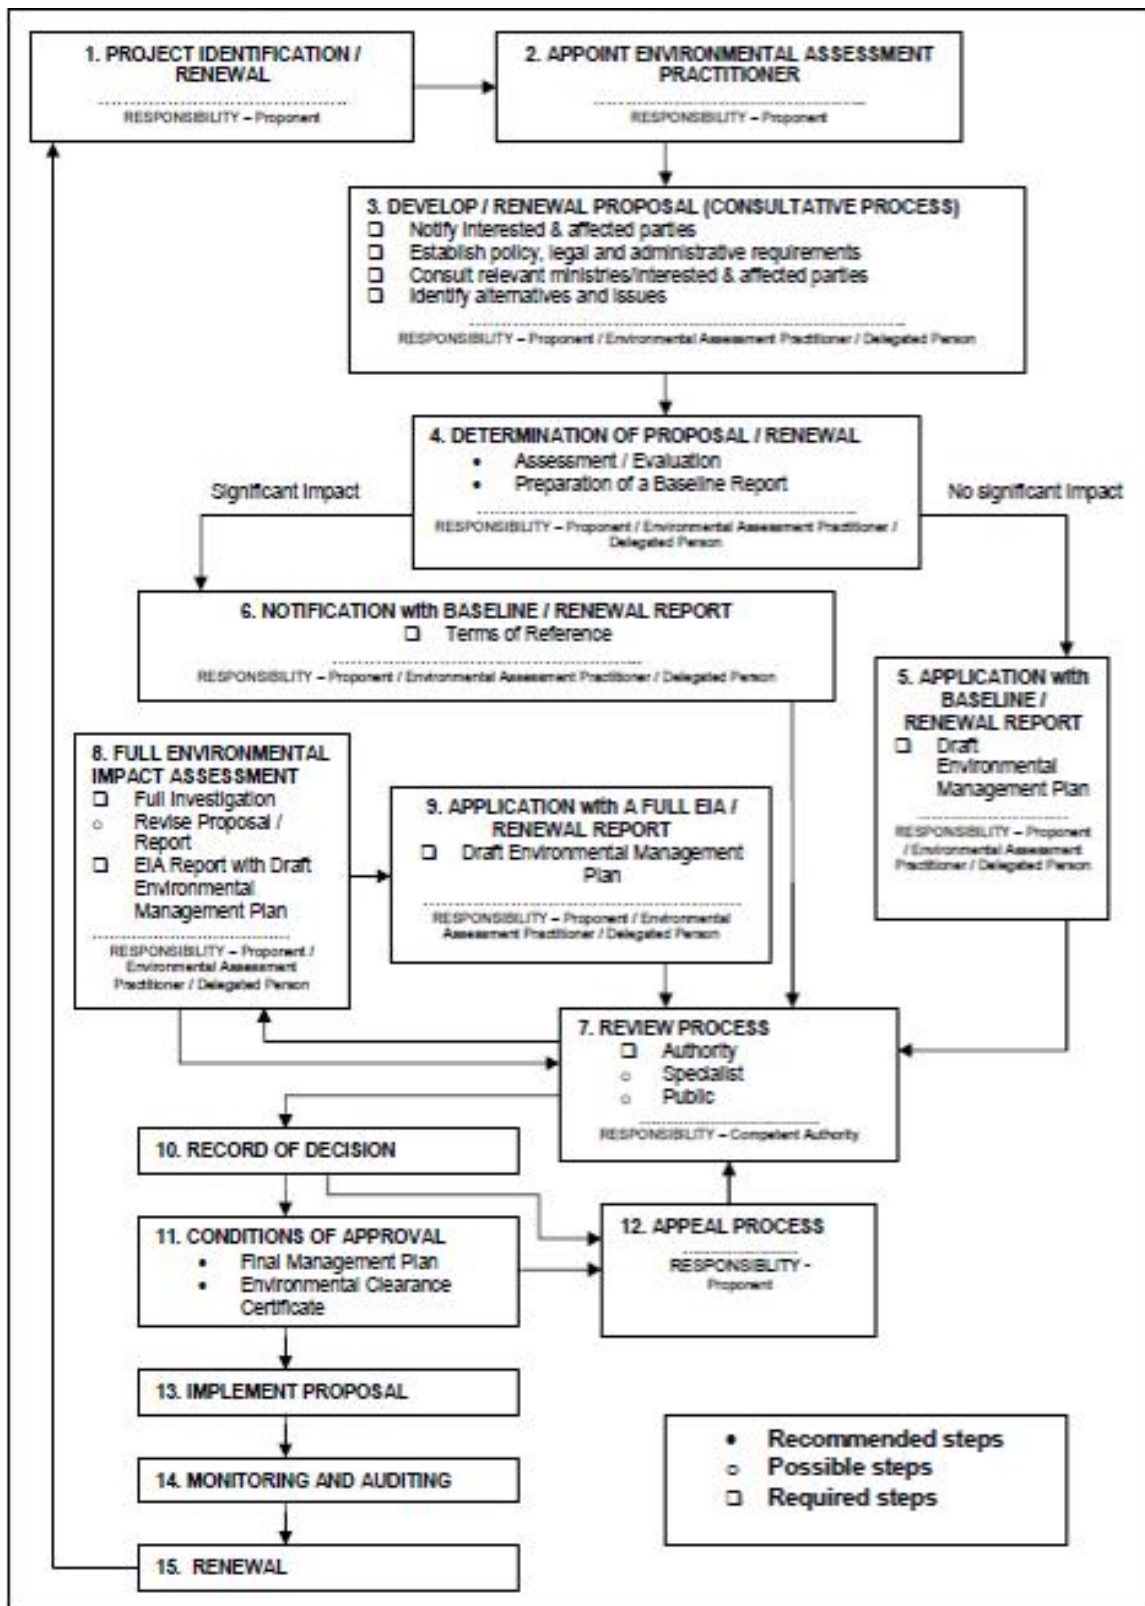 1. PROJECT IDENTIFICATION /
RENEWAL
RESPONSIBILITY – Proponent
2. APPOINT ENVIRONMENTAL ASSESSMENT
PRACTITIONER
RESPONSIBILITY – Proponent
3. DEVELOP / RENEWAL PROPOSAL (CONSULTATIVE PROCESS)
❑ Notify interested & affected parties
❑ Establish policy, legal and administrative requirements
❑ Consult relevant ministries/interested & affected parties
❑ Identify alternatives and issues
RESPONSIBILITY – Proponent / Environmental Assessment Practitioner / Delegated Person
4. DETERMINATION OF PROPOSAL / RENEWAL
• Assessment / Evaluation
• Preparation of a Baseline Report
RESPONSIBILITY – Proponent / Environmental Assessment Practitioner /
Delegated Person
Significant Impact
No significant impact
6. NOTIFICATION with BASELINE / RENEWAL REPORT
❑ Terms of Reference
RESPONSIBILITY – Proponent / Environmental Assessment Practitioner / Delegated Person
5. APPLICATION with
BASELINE /
RENEWAL REPORT
❑ Draft
Environmental
Management Plan
RESPONSIBILITY – Proponent
/ Environmental Assessment
Practitioner / Delegated Person
8. FULL ENVIRONMENTAL
IMPACT ASSESSMENT
❑ Full Investigation
○ Revise Proposal /
Report
❑ EIA Report with Draft
Environmental
Management Plan
RESPONSIBILITY – Proponent /
Environmental Assessment
Practitioner / Delegated Person
9. APPLICATION with A FULL EIA /
RENEWAL REPORT
❑ Draft Environmental Management
Plan
RESPONSIBILITY – Proponent / Environmental
Assessment Practitioner / Delegated Person
7. REVIEW PROCESS
❑ Authority
○ Specialist
○ Public
RESPONSIBILITY – Competent Authority
10. RECORD OF DECISION
11. CONDITIONS OF APPROVAL
• Final Management Plan
• Environmental Clearance
Certificate
12. APPEAL PROCESS
RESPONSIBLITY -
Proponent
13. IMPLEMENT PROPOSAL
14. MONITORING AND AUDITING
15. RENEWAL
• Recommended steps
○ Possible steps
❑ Required steps